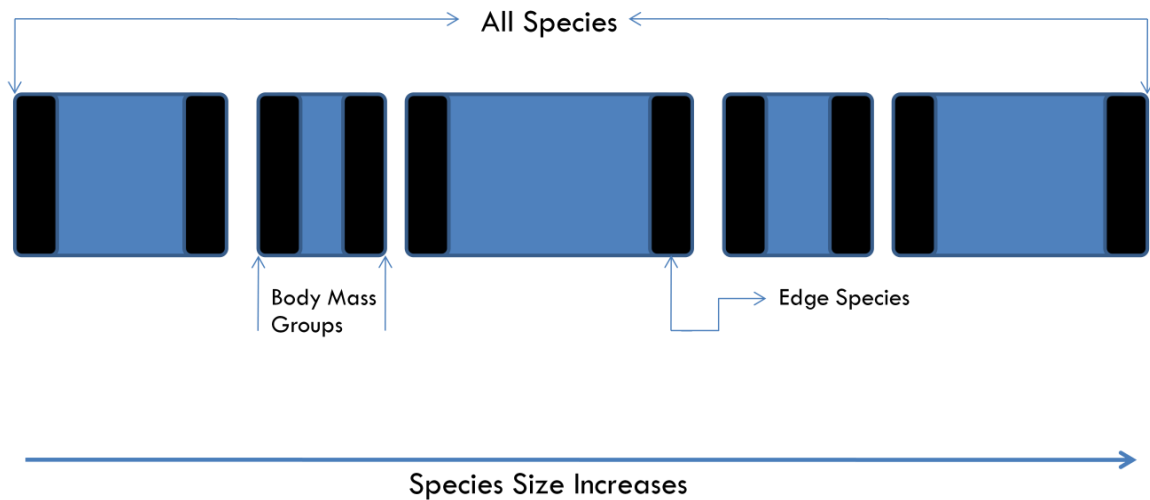 All Species
Body Mass
Groups
Edge Species
Species Size Increases